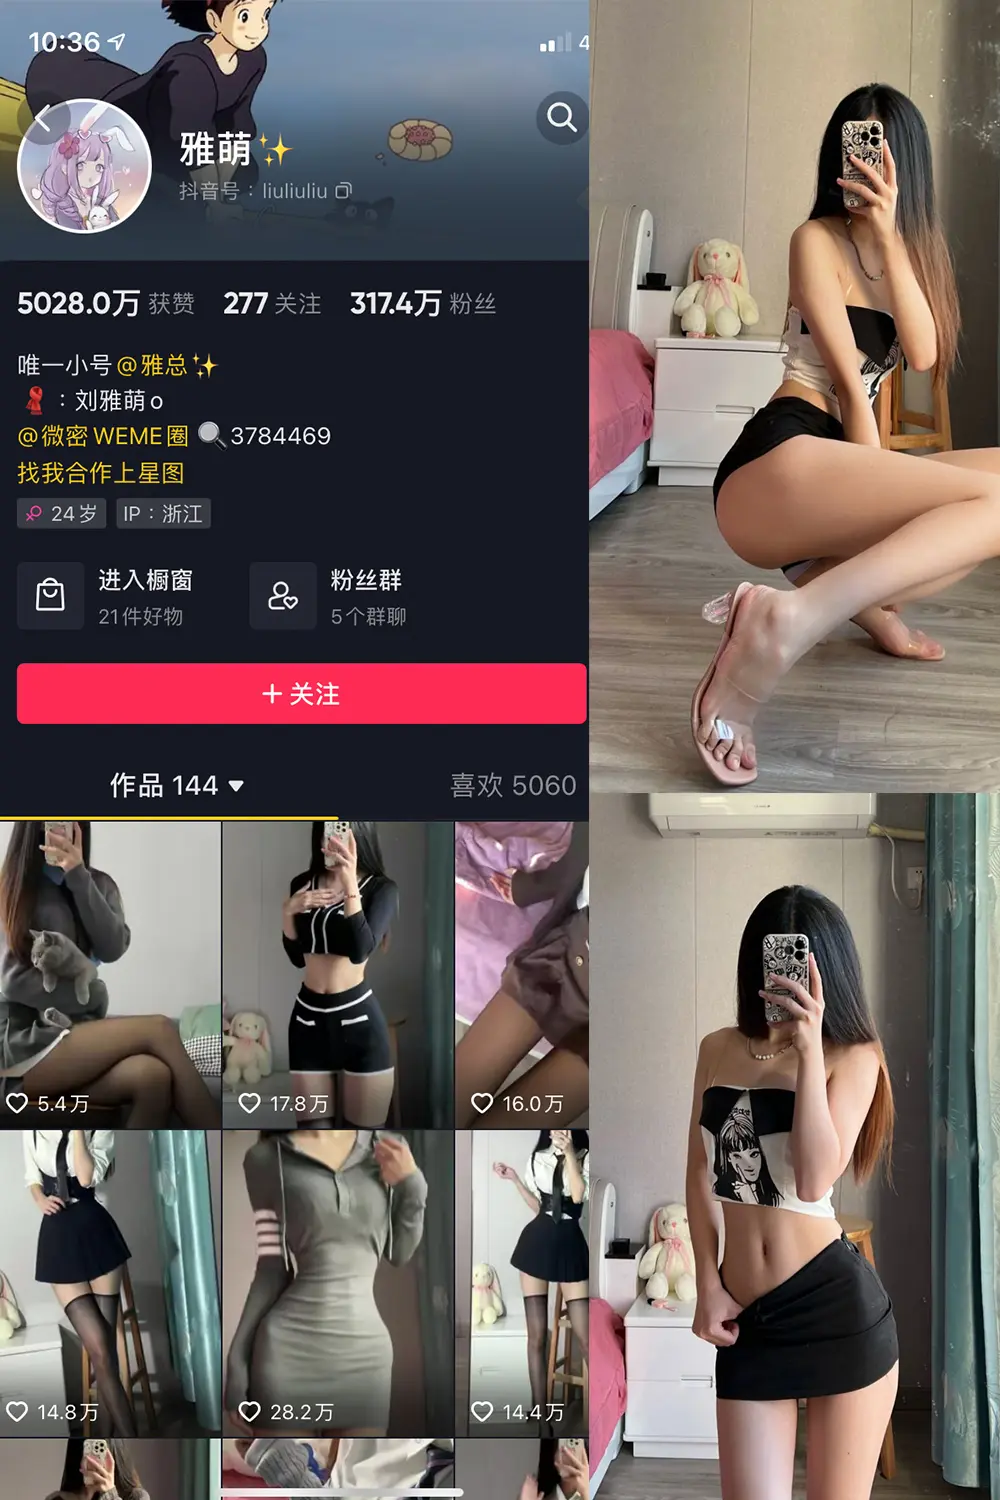 10:36
4
雅萌✨
抖音号：liuliuliu
5028.0万 获赞 277 关注 317.4万 粉丝
唯一小号@雅总✨
：刘雅萌o
@微密WEME圈 🔍3784469
找我合作上星图
24岁 IP：浙江
进入橱窗 粉丝群
21件好物 5个群聊
+关注
作品 144 喜欢 5060
5.4万 17.8万 16.0万
14.8万 28.2万 14.4万